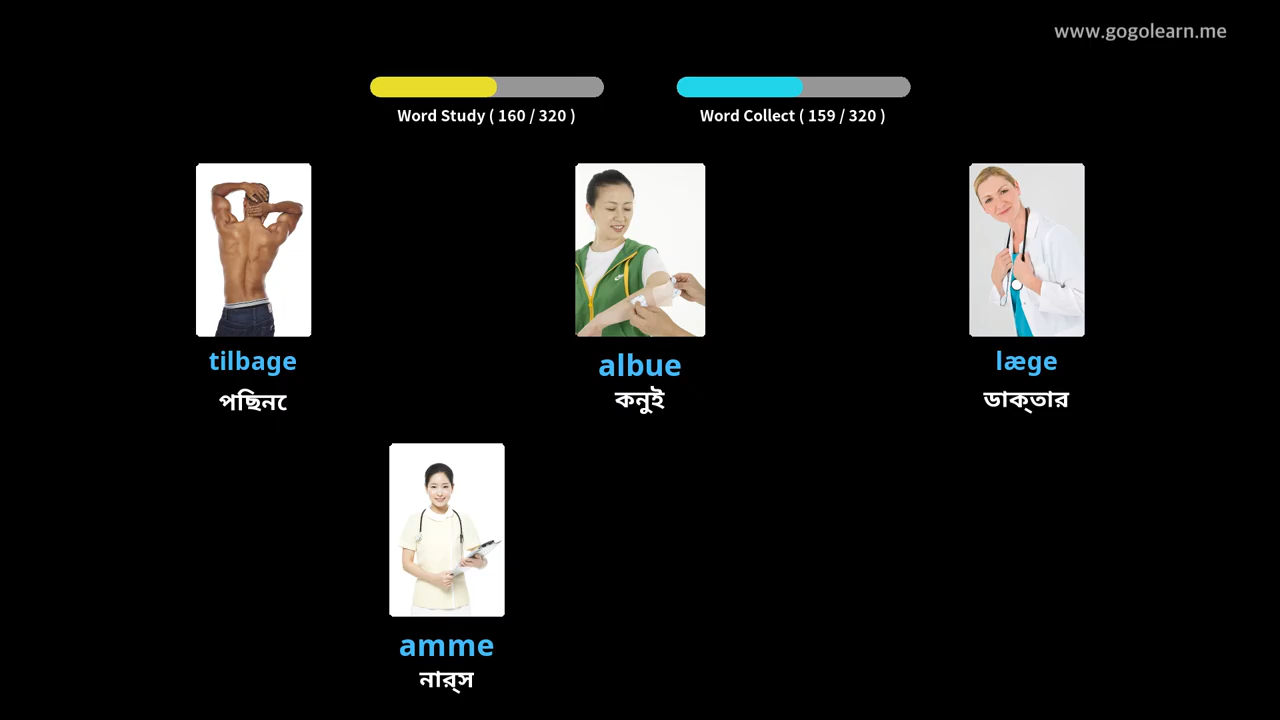 www.gogolearn.me
Word Study ( 160 / 320 )
Word Collect ( 159 / 320 )
tilbage
পছিনে
albue
কনুই
læge
ডাক্তার
amme
নার্স